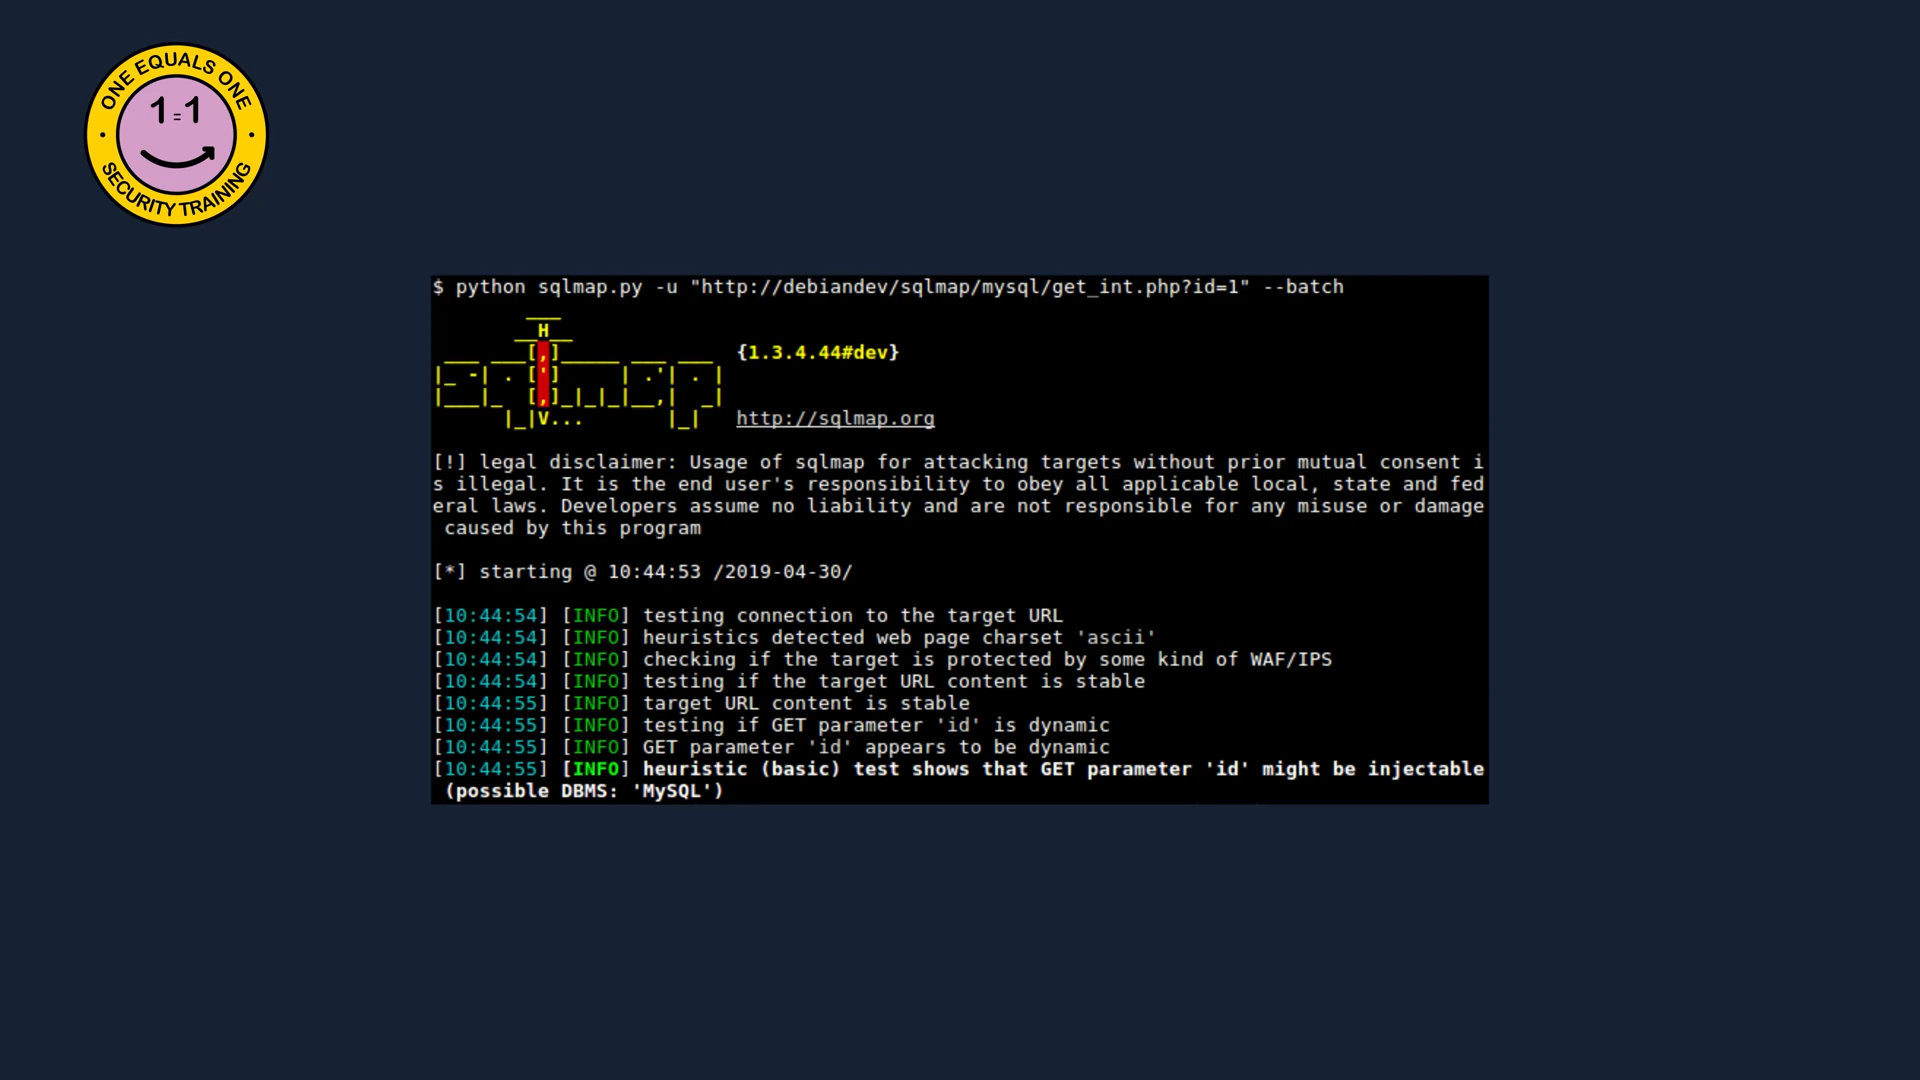 ONE EQUALS ONE
1=1
SECURITY TRAINING
$ python sqlmap.py -u "http://debiandev/sqlmap/mysql/get_int.php?id=1" --batch
        ___
       __H__
 ___ ___[,]_____ ___ ___  {1.3.4.44#dev}
|_ -| . [']     | .'| . |
|___|_  [,]_|_|_|__,|  _|
      |_|V...       |_|   http://sqlmap.org
[!] legal disclaimer: Usage of sqlmap for attacking targets without prior mutual consent i
s illegal. It is the end user's responsibility to obey all applicable local, state and fed
eral laws. Developers assume no liability and are not responsible for any misuse or damage
caused by this program
[*] starting @ 10:44:53 /2019-04-30/
[10:44:54] [INFO] testing connection to the target URL
[10:44:54] [INFO] heuristics detected web page charset 'ascii'
[10:44:54] [INFO] checking if the target is protected by some kind of WAF/IPS
[10:44:54] [INFO] testing if the target URL content is stable
[10:44:55] [INFO] target URL content is stable
[10:44:55] [INFO] testing if GET parameter 'id' is dynamic
[10:44:55] [INFO] GET parameter 'id' appears to be dynamic
[10:44:55] [INFO] heuristic (basic) test shows that GET parameter 'id' might be injectable
(possible DBMS: 'MySQL')